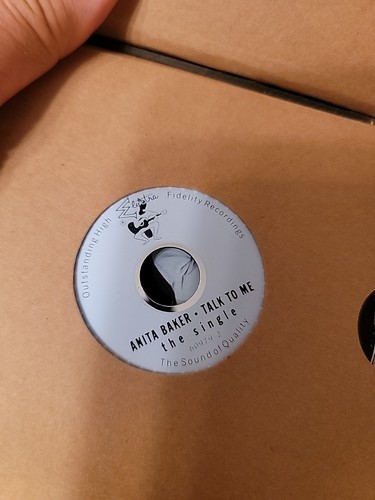 Elektra
Outstanding High Fidelity Recordings
ANITA BAKER • TALK TO ME
the single
The Sound of Quality